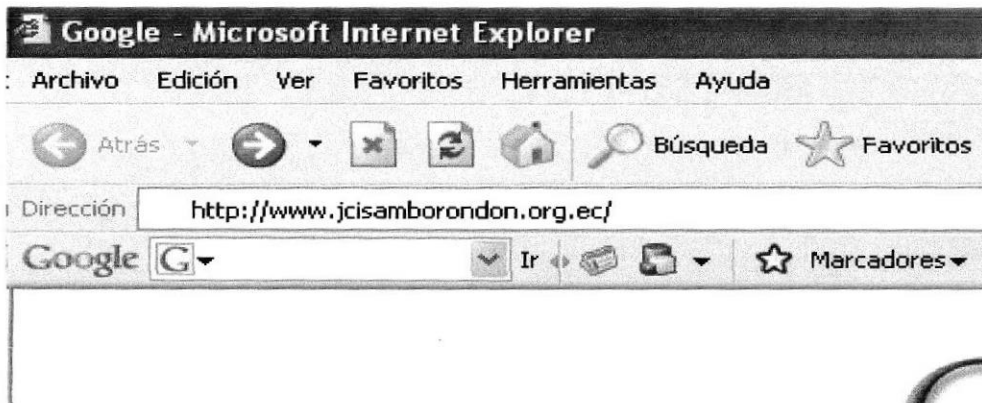 Google - Microsoft Internet Explorer
Archivo Edición Ver Favoritos Herramientas Ayuda
Atrás Búsqueda Favoritos
Dirección http://www.jcisamborondon.org.ec/
Google G Ir Marcadores